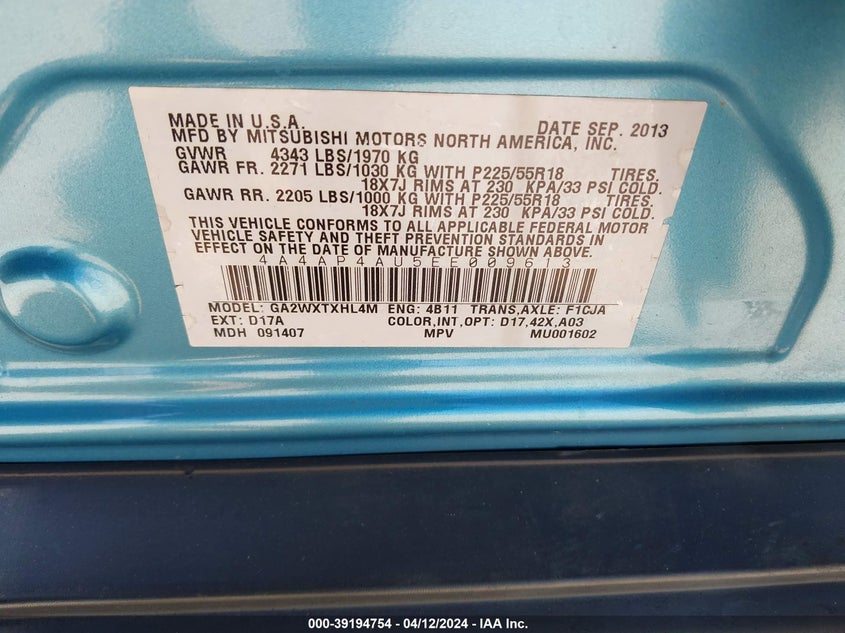 MADE IN U.S.A. DATE SEP. 2013
MFD BY MITSUBISHI MOTORS NORTH AMERICA, INC.
GVWR 4343 LBS/1970 KG
GAWR FR. 2271 LBS/1030 KG WITH P225/55R18 TIRES.
18X7J RIMS AT 230 KPA/33 PSI COLD.
GAWR RR. 2205 LBS/1000 KG WITH P225/55R18 TIRES.
18X7J RIMS AT 230 KPA/33 PSI COLD.
THIS VEHICLE CONFORMS TO ALL APPLICABLE FEDERAL MOTOR
VEHICLE SAFETY AND THEFT PREVENTION STANDARDS IN
EFFECT ON THE DATE OF MANUFACTURE SHOWN ABOVE.
4A4AP4AU5EE009613
MODEL: GA2WXTXHL4M ENG: 4B11 TRANS,AXLE: F1CJA
EXT: D17A COLOR,INT,OPT: D17,42X,A03
MDH 091407 MPV MU001602
000-39194754 - 04/12/2024 - IAA Inc.